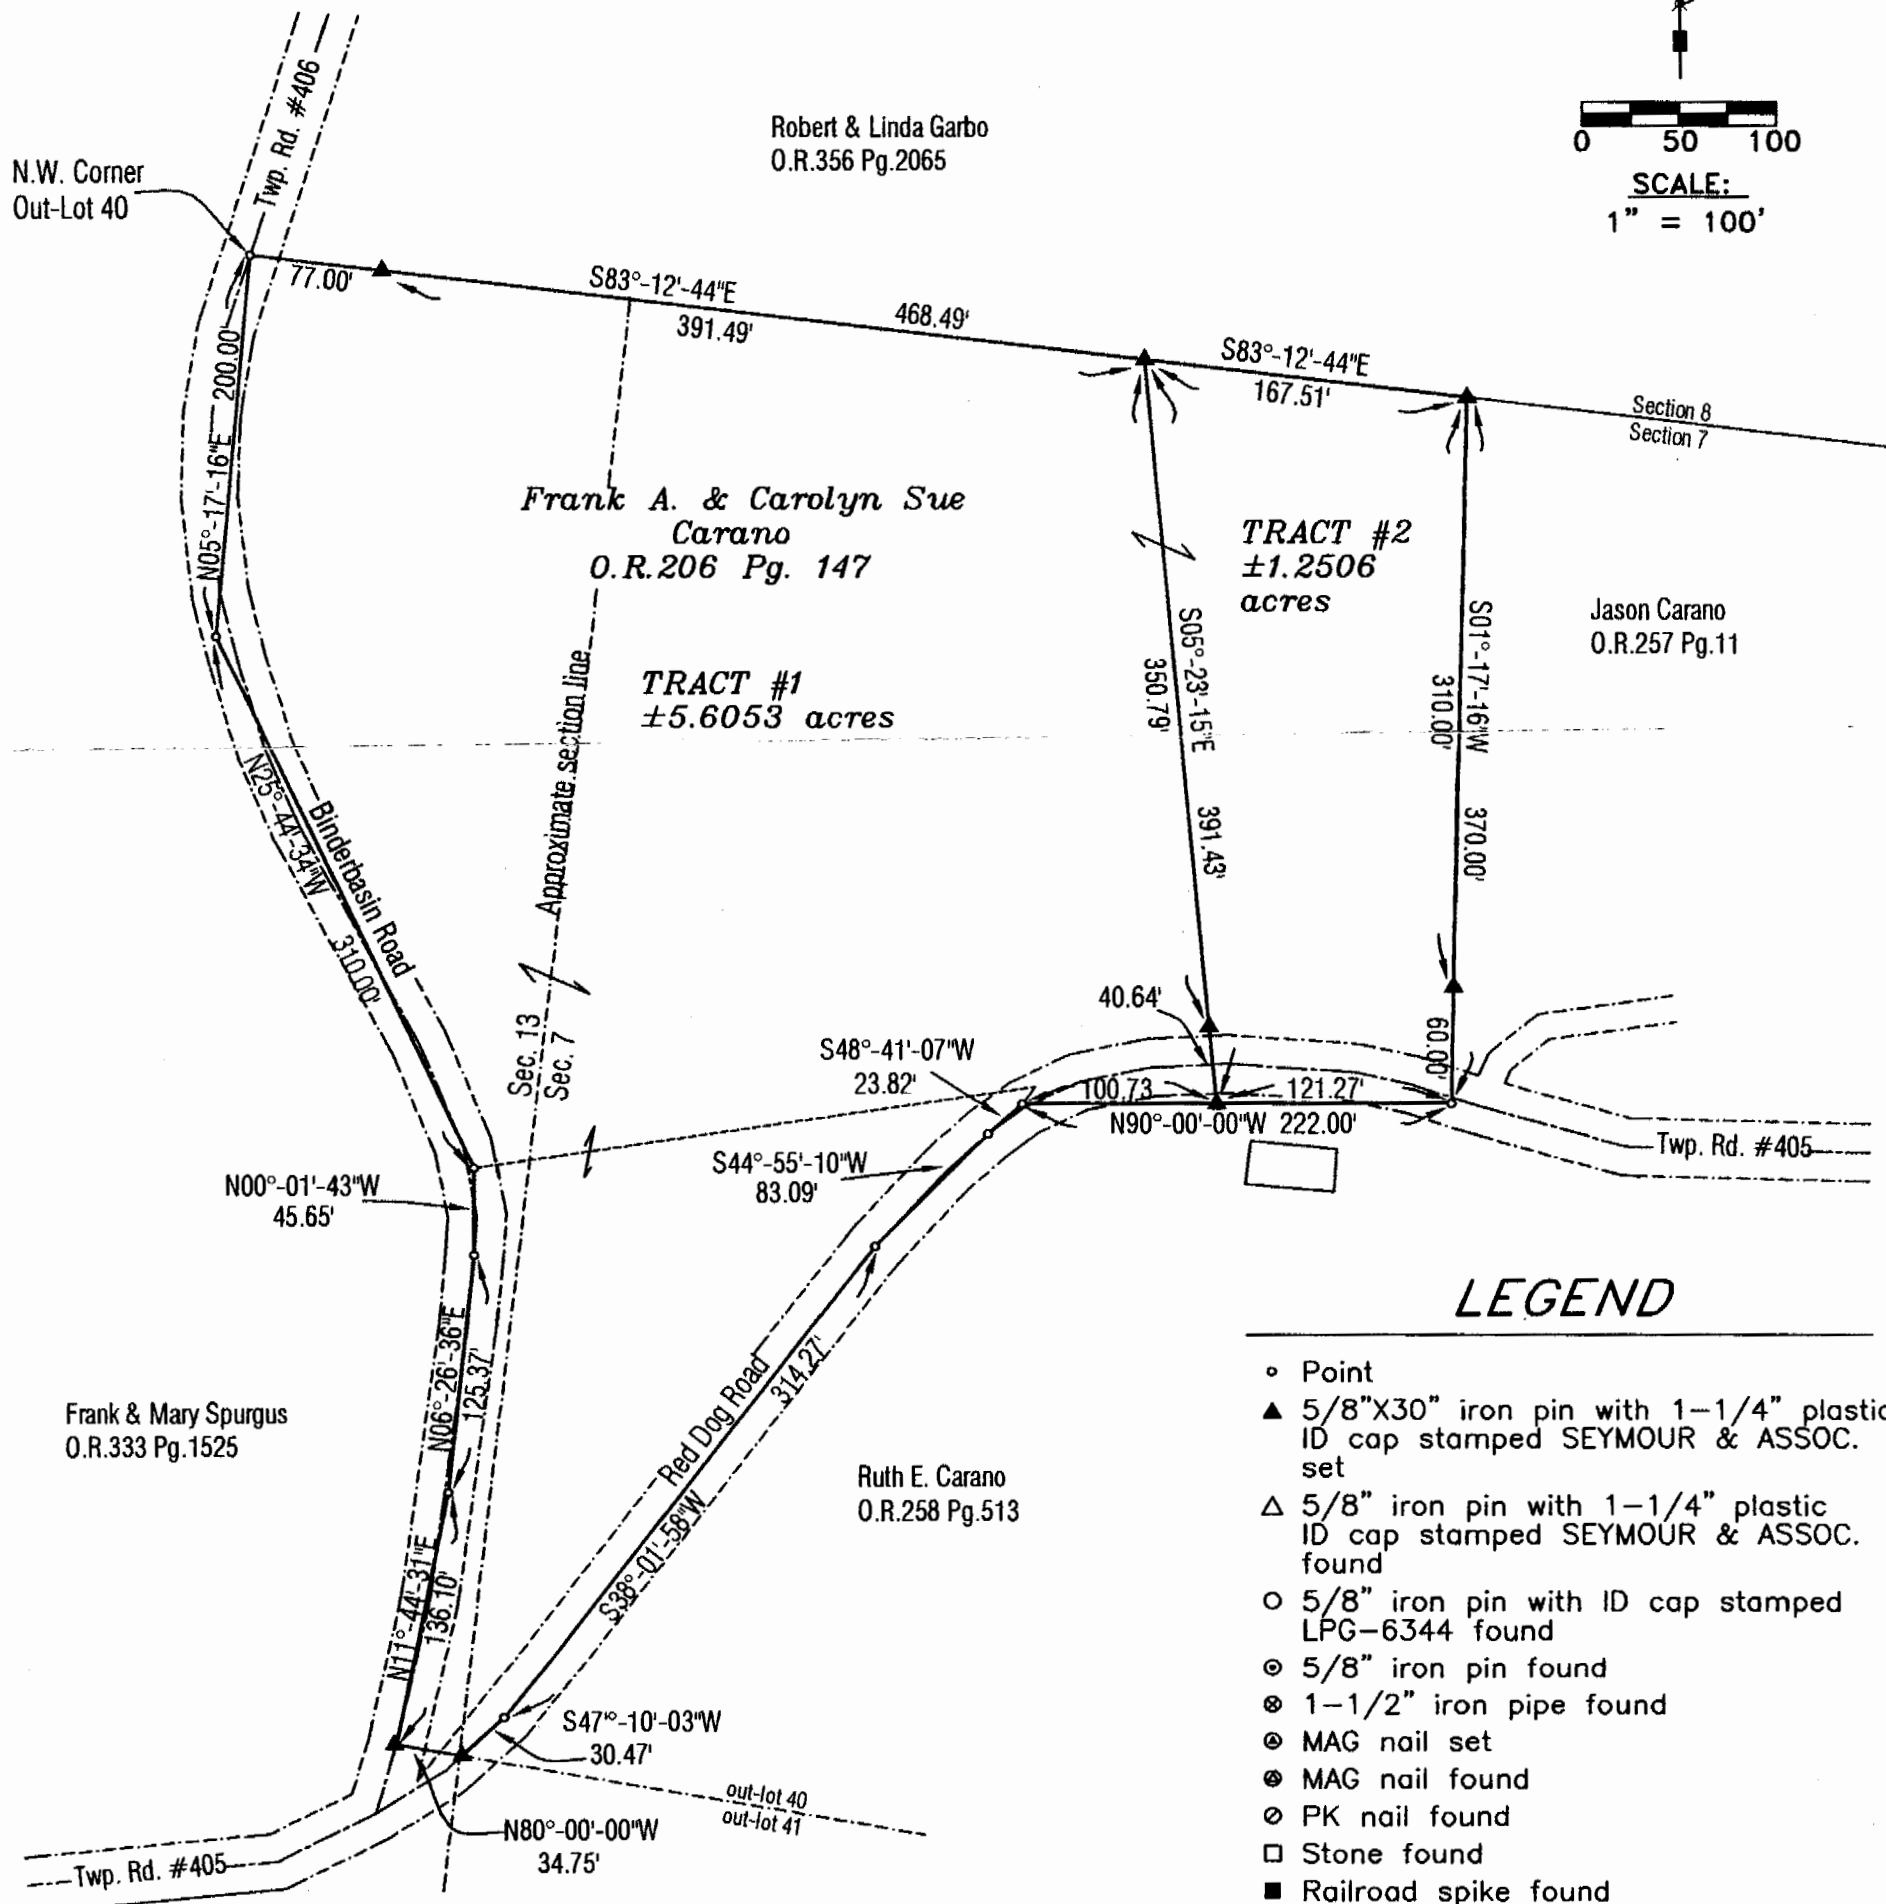 Twp. Rd. #406
Robert & Linda Garbo
O.R.356 Pg.2065
0 50 100
SCALE:
1" = 100'
N.W. Corner
Out-Lot 40
77.00'
S83°-12'-44"E
391.49'
468.49'
S83°-12'-44"E
167.51'
Section 8
Section 7
N05°-17'-16"E 200.00'
Frank A. & Carolyn Sue
Carano
O.R.206 Pg. 147
TRACT #2
±1.2506
acres
Jason Carano
O.R.257 Pg.11
S05°-23'-15"E 391.43'
350.79'
S01°-17'-16"W 370.00'
310.00'
TRACT #1
±5.6053 acres
Approximate section line
Binderbasin Road
N25°-44'-34"W 310.00'
Sec. 13
Sec. 7
40.64'
60.00'
S48°-41'-07"W
23.82'
100.73
121.27'
N90°-00'-00"W 222.00'
Twp. Rd. #405
S44°-55'-10"W
83.09'
N00°-01'-43"W
45.65'
N06°-26'-36"E
125.37'
Red Dog Road
314.27'
S38°-01'-58"W
Frank & Mary Spurgus
O.R.333 Pg.1525
Ruth E. Carano
O.R.258 Pg.513
N11°-44'-31"E
136.10'
S47°-10'-03"W
30.47'
out-lot 40
out-lot 41
N80°-00'-00"W
34.75'
Twp. Rd. #405
LEGEND
Point
5/8"X30" iron pin with 1-1/4" plastic
ID cap stamped SEYMOUR & ASSOC.
set
5/8" iron pin with 1-1/4" plastic
ID cap stamped SEYMOUR & ASSOC.
found
5/8" iron pin with ID cap stamped
LPG-6344 found
5/8" iron pin found
1-1/2" iron pipe found
MAG nail set
MAG nail found
PK nail found
Stone found
Railroad spike found